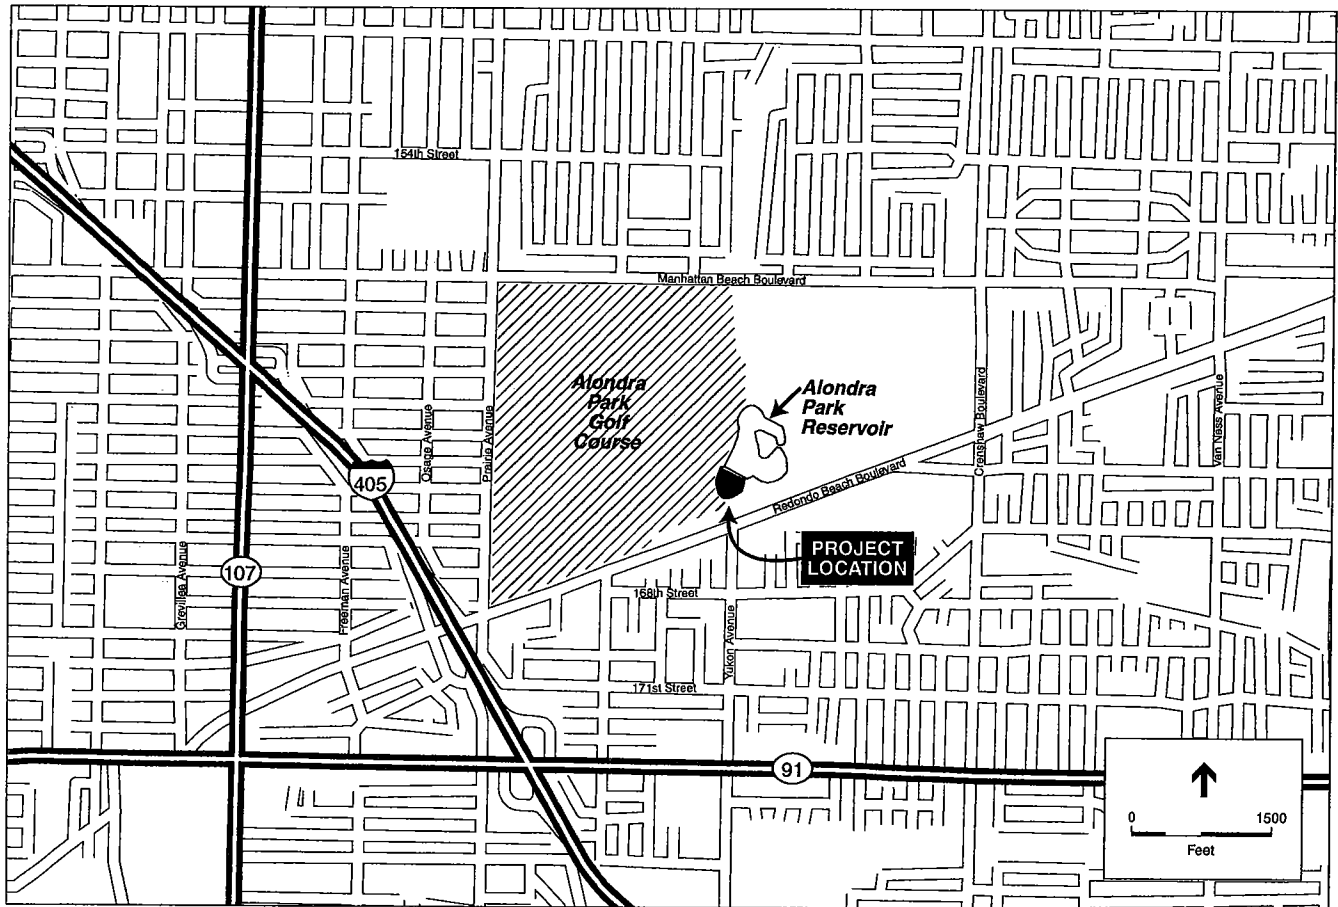 154th Street
Manhattan Beach Boulevard
Alondra
Park
Golf
Course
Alondra
Park
Reservoir
Osage Avenue
Prairie Avenue
Crenshaw Boulevard
Van Ness Avenue
405
Redondo Beach Boulevard
PROJECT
LOCATION
107
Grevillea Avenue
Freeman Avenue
168th Street
Yukon Avenue
171st Street
91
0 1500
Feet